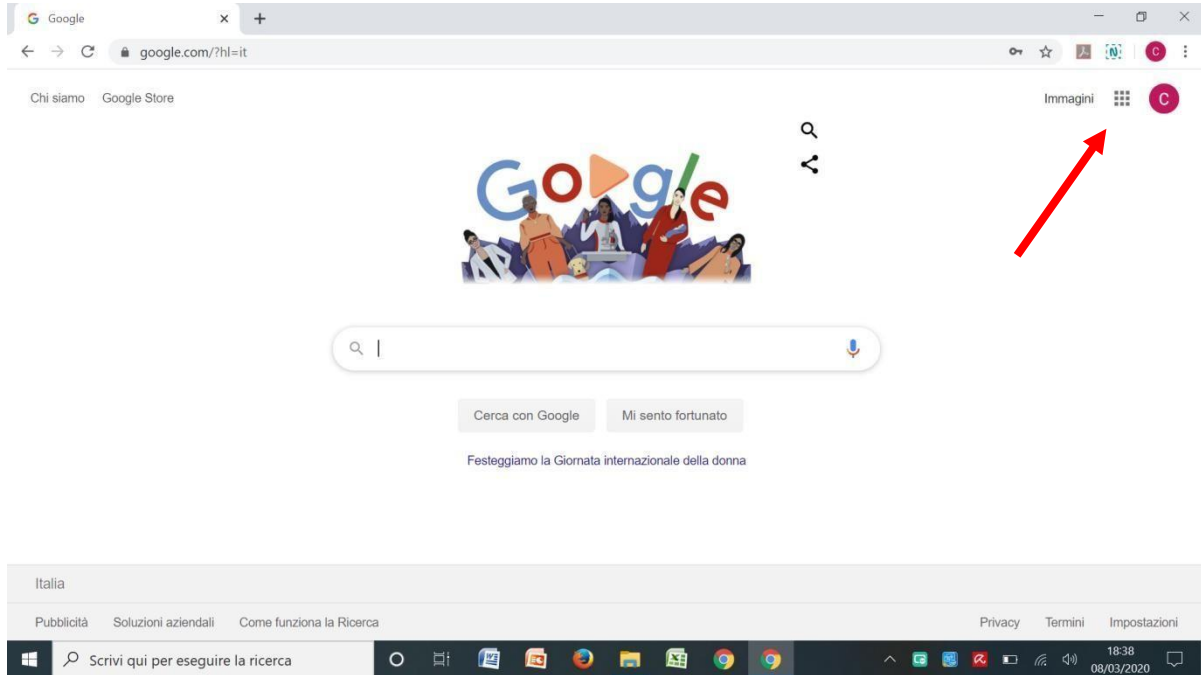 Google
google.com/?hl=it
C
Chi siamo Google Store
Immagini
C
Google
Cerca con Google
Mi sento fortunato
Festeggiamo la Giornata internazionale della donna
Italia
Pubblicità Soluzioni aziendali Come funziona la Ricerca
Privacy Termini Impostazioni
Scrivi qui per eseguire la ricerca
18:38
08/03/2020